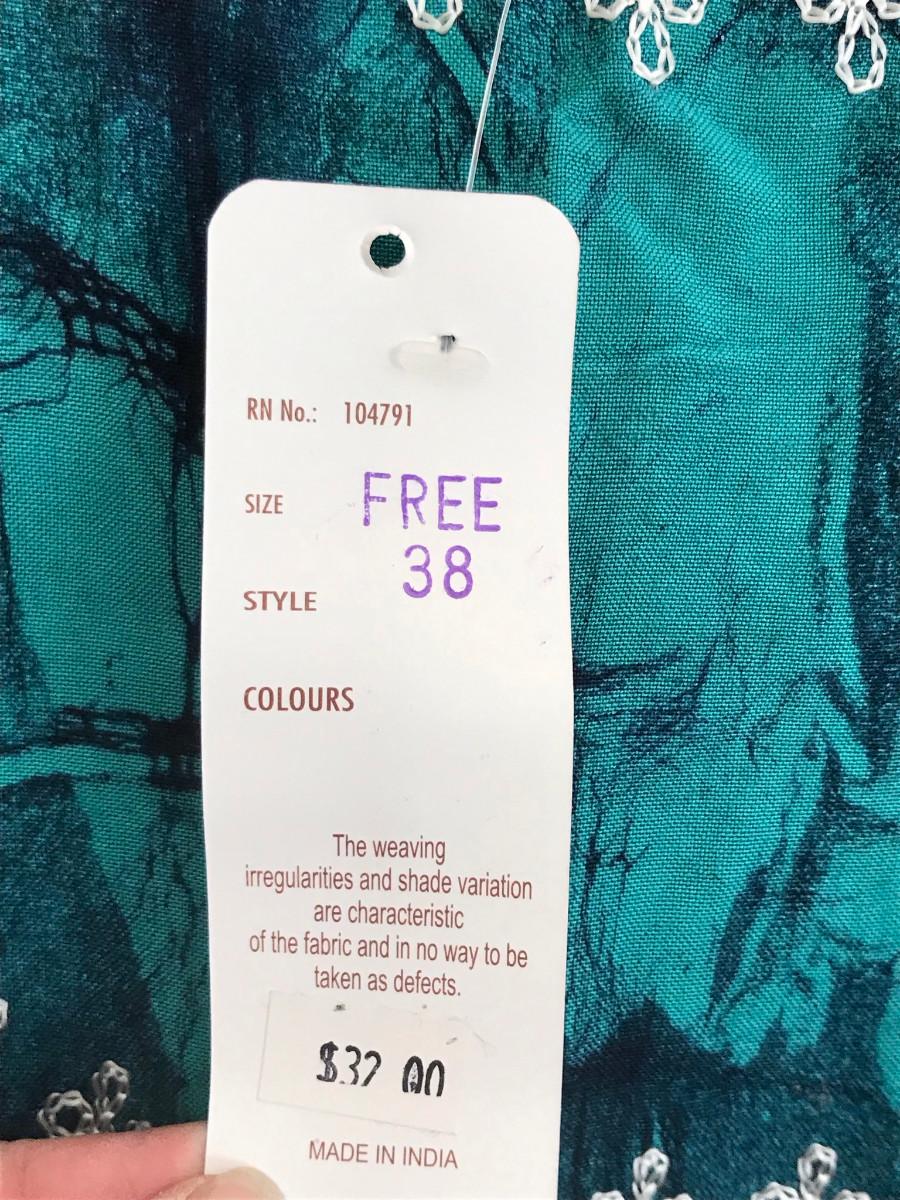 RN No.: 104791
SIZE FREE
38
STYLE
COLOURS
The weaving
irregularities and shade variation
are characteristic
of the fabric and in no way to be
taken as defects.
$32 00
MADE IN INDIA